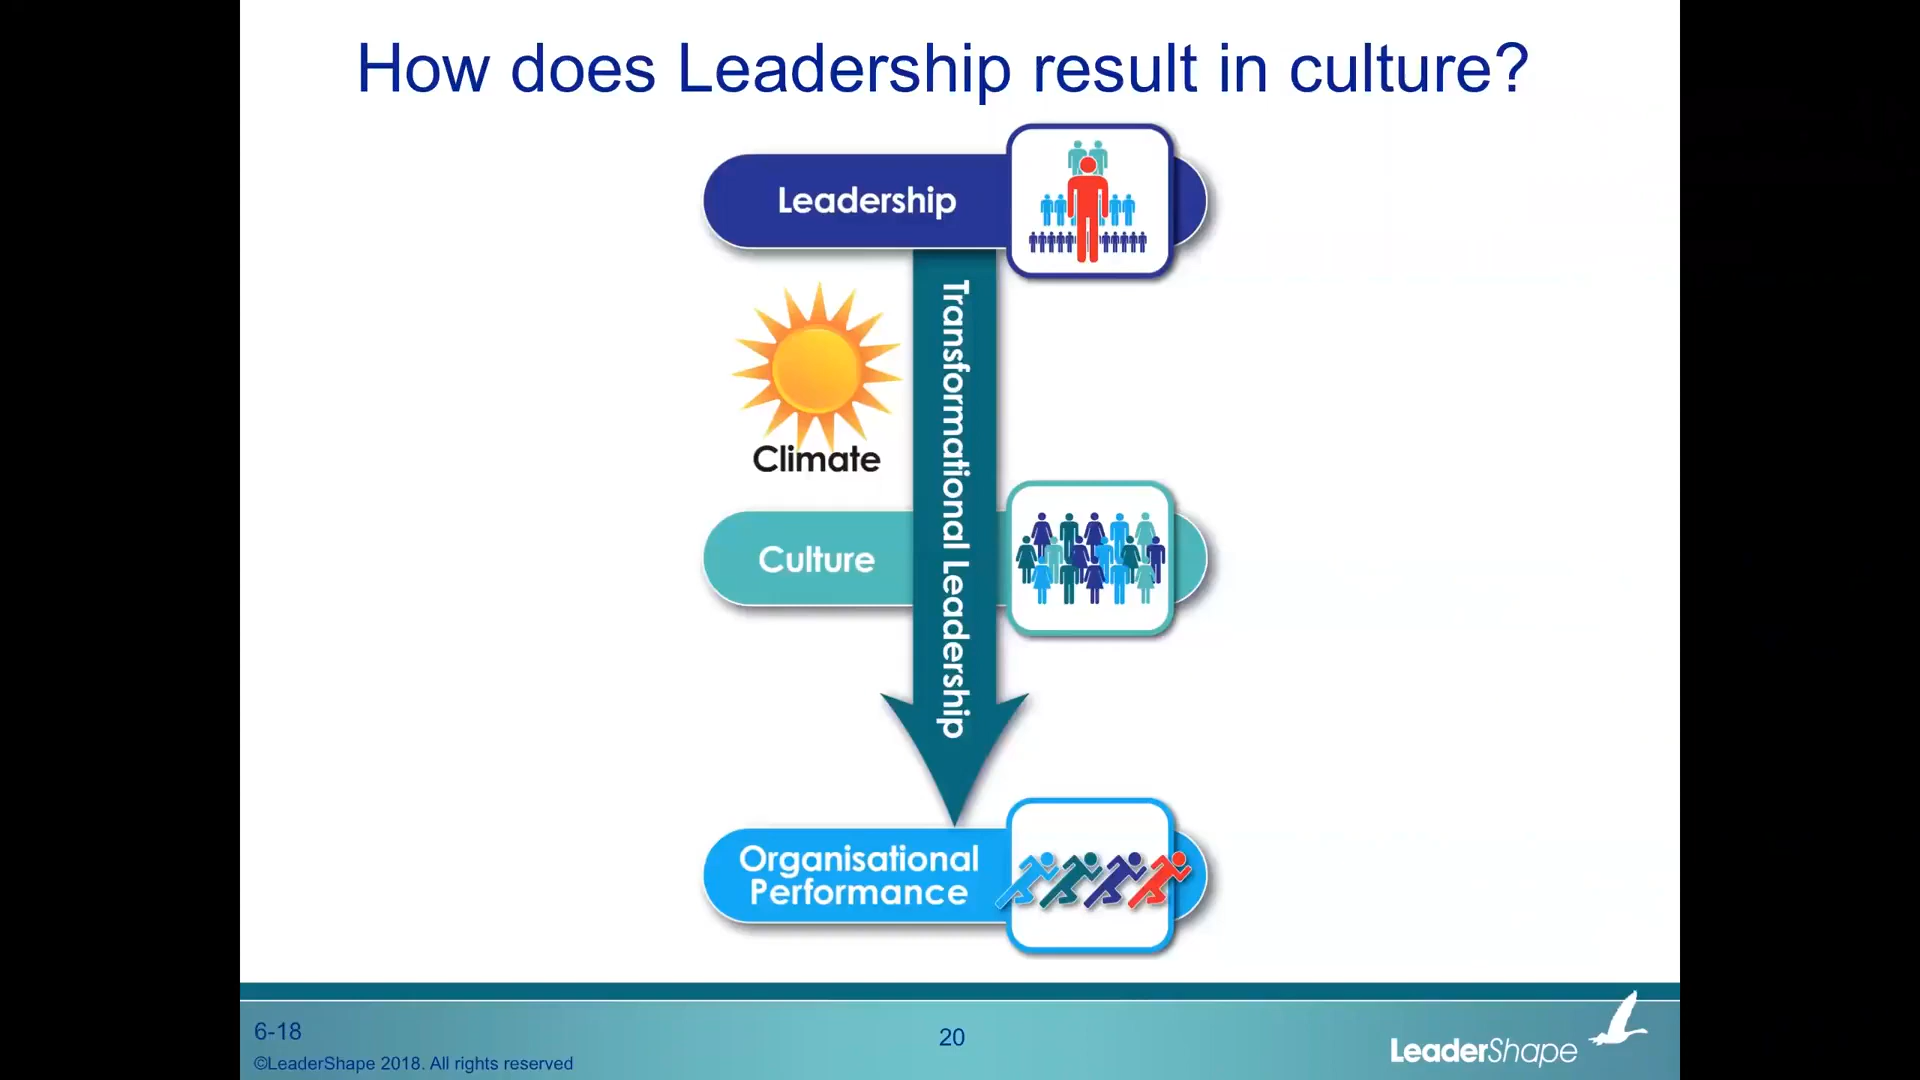 How does Leadership result in culture?
Leadership
Transformational Leadership
Climate
Culture
Organisational
Performance
6-18
20
©LeaderShape 2018. All rights reserved
LeaderShape